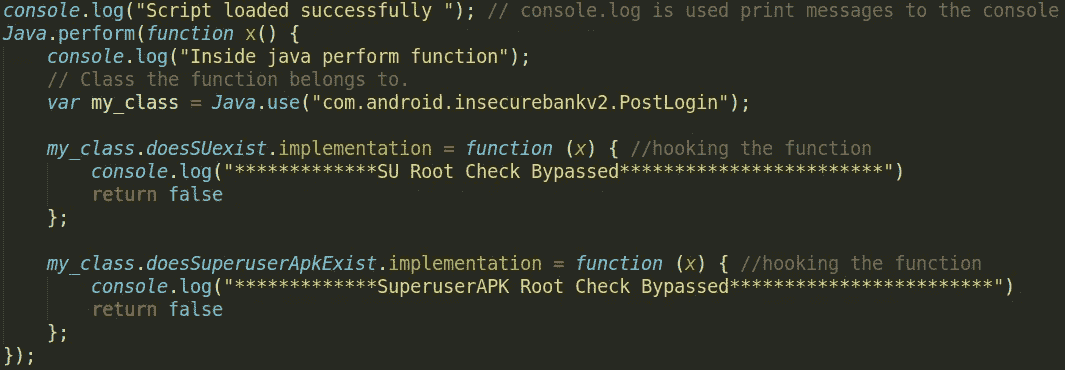 console.log("Script loaded successfully "); // console.log is used print messages to the console
Java.perform(function x() {
    console.log("Inside java perform function");
    // Class the function belongs to.
    var my_class = Java.use("com.android.insecurebankv2.PostLogin");

    my_class.doesSUexist.implementation = function (x) { //hooking the function
        console.log("*************SU Root Check Bypassed************************")
        return false
    };

    my_class.doesSuperuserApkExist.implementation = function (x) { //hooking the function
        console.log("*************SuperuserAPK Root Check Bypassed************************")
        return false
    };
});